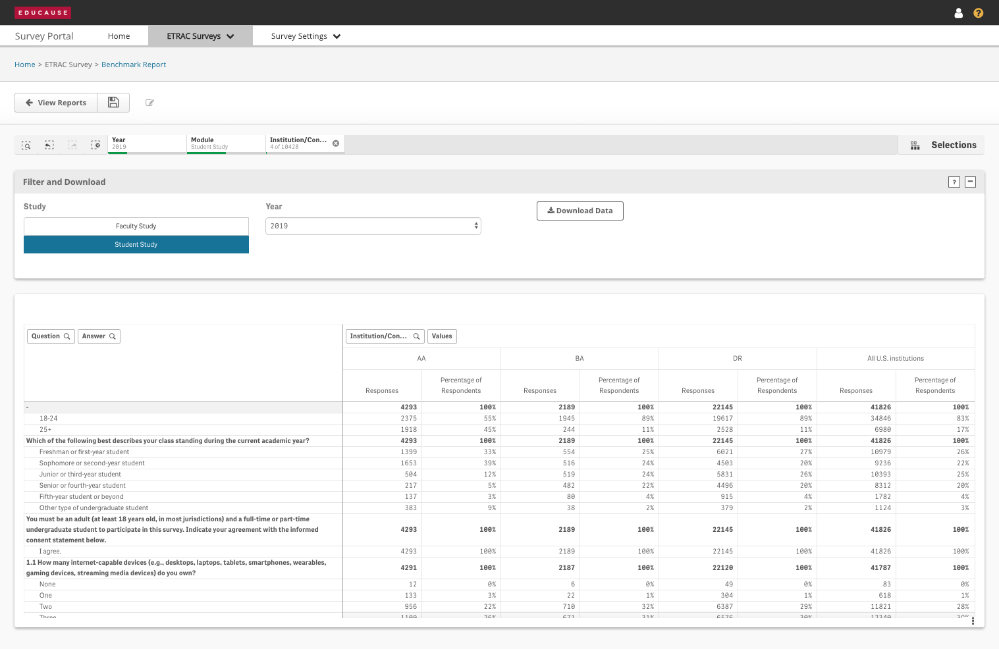 EDUCAUSE
Survey Portal Home ETRAC Surveys Survey Settings
Home > ETRAC Survey > Benchmark Report
View Reports
Year Module Institution/Con...
2019 Student Study 4 of 10428
Selections
Filter and Download ? −
Study Year
Download Data
Faculty Study 2019
Student Study
Question Answer Institution/Con... Values
AA BA DR All U.S. institutions
Percentage of Percentage of Percentage of Percentage of
Responses Respondents Responses Respondents Responses Respondents Responses Respondents
- 4293 100% 2189 100% 22145 100% 41826 100%
18-24 2375 55% 1945 89% 19617 89% 34846 83%
25+ 1918 45% 244 11% 2528 11% 6980 17%
Which of the following best describes your class standing during the current academic year? 4293 100% 2189 100% 22145 100% 41826 100%
Freshman or first-year student 1399 33% 554 25% 6021 27% 10979 26%
Sophomore or second-year student 1653 39% 516 24% 4503 20% 9236 22%
Junior or third-year student 504 12% 519 24% 5831 26% 10393 25%
Senior or fourth-year student 217 5% 482 22% 4496 20% 8312 20%
Fifth-year student or beyond 137 3% 80 4% 915 4% 1782 4%
Other type of undergraduate student 383 9% 38 2% 379 2% 1124 3%
You must be an adult (at least 18 years old, in most jurisdictions) and a full-time or part-time
undergraduate student to participate in this survey. Indicate your agreement with the informed 4293 100% 2189 100% 22145 100% 41826 100%
consent statement below.
I agree. 4293 100% 2189 100% 22145 100% 41826 100%
1.1 How many internet-capable devices (e.g., desktops, laptops, tablets, smartphones, wearables,
gaming devices, streaming media devices) do you own? 4291 100% 2187 100% 22120 100% 41787 100%
None 12 0% 6 0% 49 0% 83 0%
One 133 3% 22 1% 304 1% 618 1%
Two 956 22% 710 32% 6387 29% 11821 28%
Three 1109 26% 671 31% 6576 30% 12340